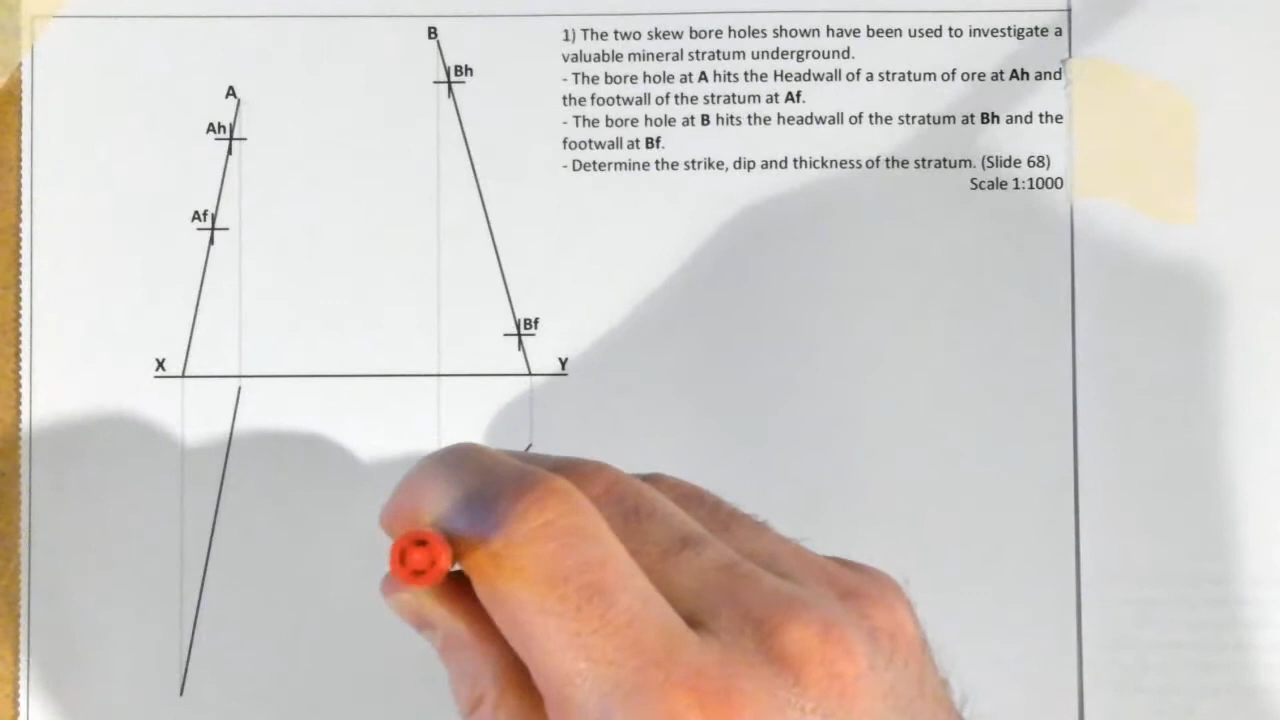 B
1) The two skew bore holes shown have been used to investigate a
valuable mineral stratum underground.
Bh
- The bore hole at A hits the Headwall of a stratum of ore at Ah and
A
the footwall of the stratum at Af.
Ah
- The bore hole at B hits the headwall of the stratum at Bh and the
footwall at Bf.
- Determine the strike, dip and thickness of the stratum. (Slide 68)
Scale 1:1000
Af
Bf
X
Y